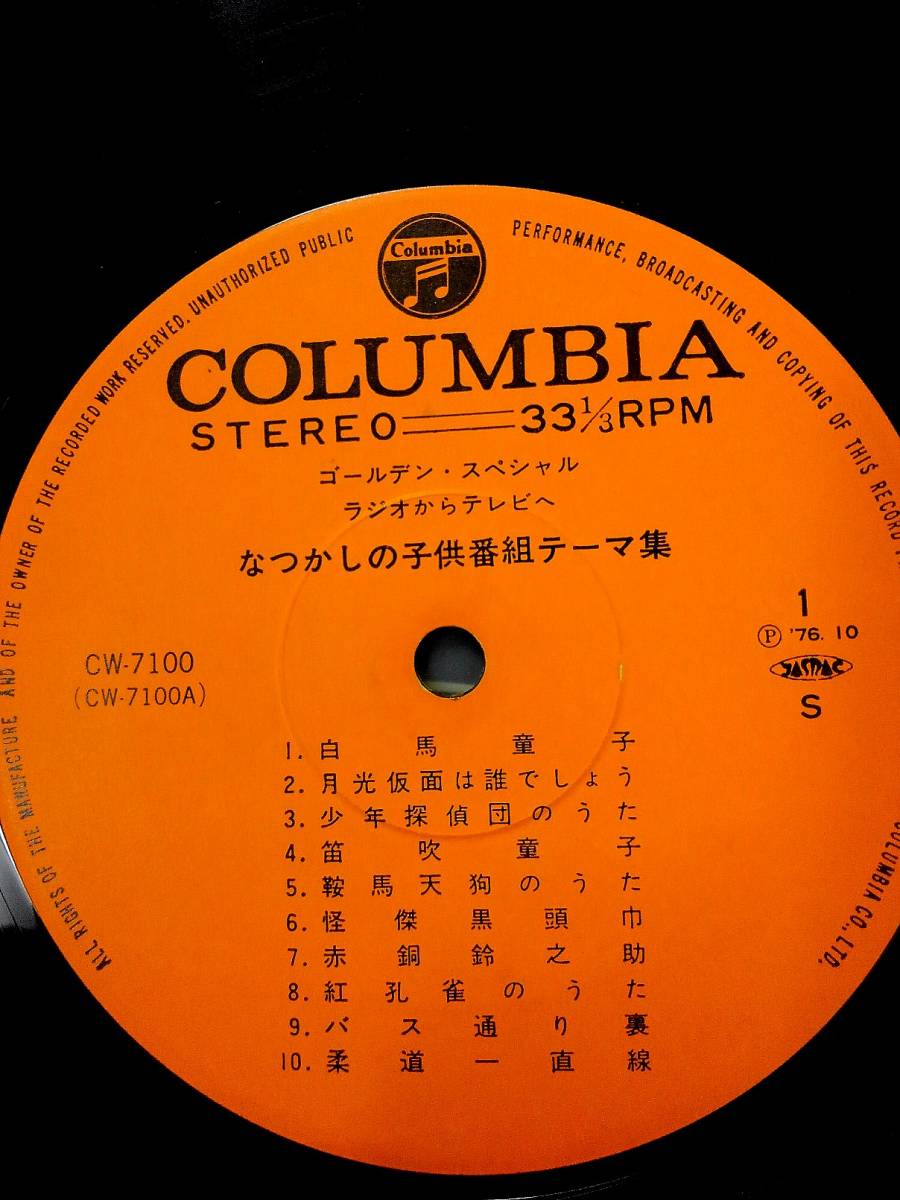 Columbia
COLUMBIA
STEREO 33 1/3 RPM
ゴールデン・スペシャル
ラジオからテレビへ
なつかしの子供番組テーマ集
1
Ⓟ '76. 10
JASRAC
S
CW-7100
(CW-7100A)
1. 白馬童子
2. 月光仮面は誰でしょう
3. 少年探偵団のうた
4. 笛吹童子
5. 鞍馬天狗のうた
6. 怪傑黒頭巾
7. 赤銅鈴之助
8. 紅孔雀のうた
9. バス通り裏
10. 柔道一直線
ALL RIGHTS OF THE MANUFACTURE AND OF THE OWNER OF THE RECORDED WORK RESERVED. UNAUTHORIZED PUBLIC PERFORMANCE, BROADCASTING AND COPYING OF THIS RECORD
COLUMBIA CO., LTD.